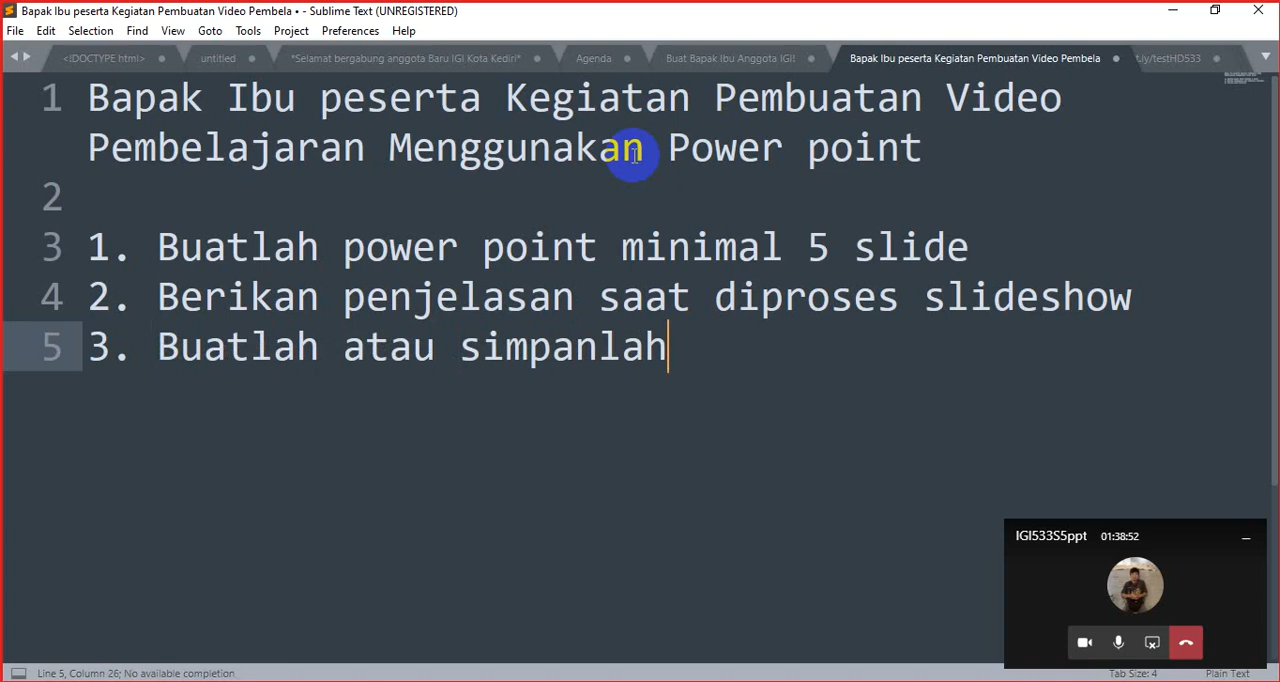 Bapak Ibu peserta Kegiatan Pembuatan Video Pembela • - Sublime Text (UNREGISTERED)
File Edit Selection Find View Goto Tools Project Preferences Help
<!DOCTYPE html> untitled *Selamat bergabung anggota Baru IGI Kota Kediri* Agenda Buat Bapak Ibu Anggota IGI! Bapak Ibu peserta Kegiatan Pembuatan Video Pembela t.ly/testHD533
1 Bapak Ibu peserta Kegiatan Pembuatan Video
Pembelajaran Menggunakan Power point
2
3 1. Buatlah power point minimal 5 slide
4 2. Berikan penjelasan saat diproses slideshow
5 3. Buatlah atau simpanlah
IGI533S5ppt 01:38:52
Line 5, Column 26; No available completion Tab Size: 4 Plain Text